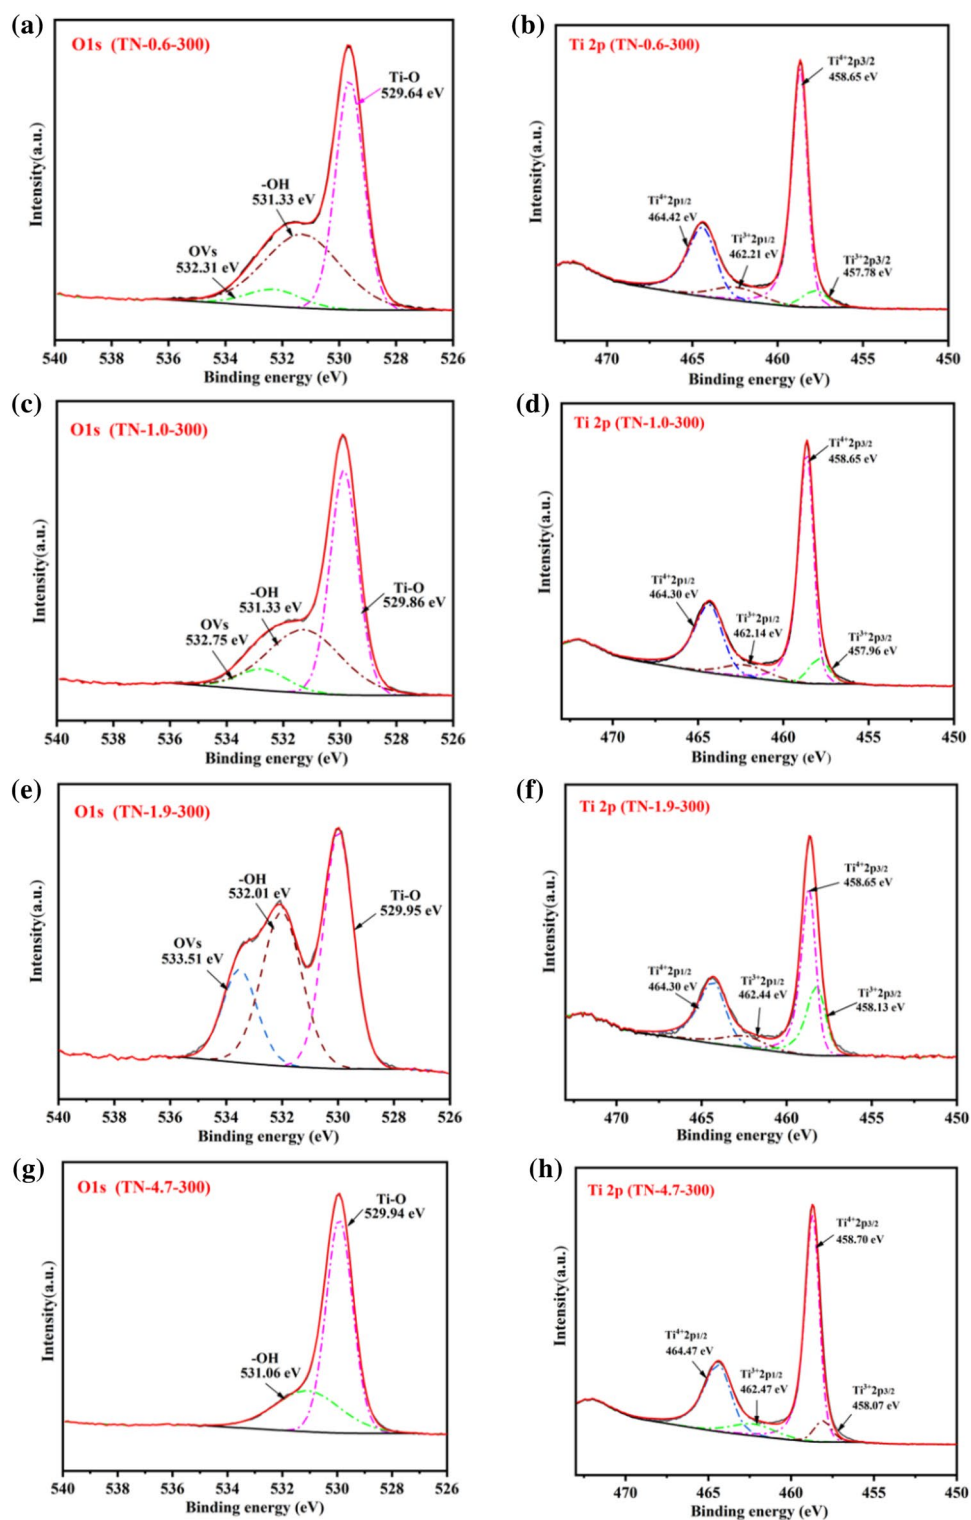 (a)
O1s (TN-0.6-300)
Ti-O
529.64 eV
-OH
531.33 eV
OVs
532.31 eV
Intensity(a.u.)
540 538 536 534 532 530 528 526
Binding energy (eV)
(b)
Ti 2p (TN-0.6-300)
Ti4+2p3/2
458.65 eV
Ti4+2p1/2
464.42 eV
Ti3+2p1/2
462.21 eV
Ti3+2p3/2
457.78 eV
Intensity(a.u.)
470 465 460 455 450
Binding energy (eV)
(c)
O1s (TN-1.0-300)
-OH
531.33 eV
Ti-O
529.86 eV
OVs
532.75 eV
Intensity(a.u.)
540 538 536 534 532 530 528 526
Binding energy (eV)
(d)
Ti 2p (TN-1.0-300)
Ti4+2p3/2
458.65 eV
Ti4+2p1/2
464.30 eV
Ti3+2p1/2
462.14 eV
Ti3+2p3/2
457.96 eV
Intensity(a.u.)
470 465 460 455 450
Binding energy (eV)
(e)
O1s (TN-1.9-300)
-OH
532.01 eV
Ti-O
529.95 eV
OVs
533.51 eV
Intensity(a.u.)
540 538 536 534 532 530 528 526
Binding energy (eV)
(f)
Ti 2p (TN-1.9-300)
Ti4+2p3/2
458.65 eV
Ti4+2p1/2
464.30 eV
Ti3+2p1/2
462.44 eV
Ti3+2p3/2
458.13 eV
Intensity(a.u.)
470 465 460 455 450
Binding energy (eV)
(g)
O1s (TN-4.7-300)
Ti-O
529.94 eV
-OH
531.06 eV
Intensity(a.u.)
540 538 536 534 532 530 528 526
Binding energy (eV)
(h)
Ti 2p (TN-4.7-300)
Ti4+2p3/2
458.70 eV
Ti4+2p1/2
464.47 eV
Ti3+2p1/2
462.47 eV
Ti3+2p3/2
458.07 eV
Intensity(a.u.)
470 465 460 455 450
Binding energy (eV)